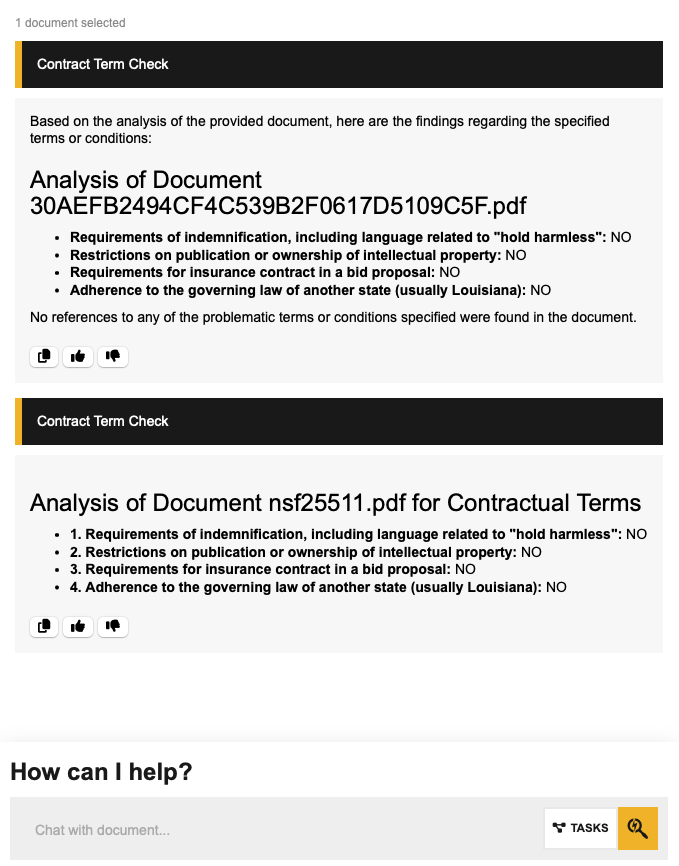 1 document selected
Contract Term Check
Based on the analysis of the provided document, here are the findings regarding the specified
terms or conditions:
Analysis of Document
30AEFB2494CF4C539B2F0617D5109C5F.pdf
• Requirements of indemnification, including language related to "hold harmless": NO
• Restrictions on publication or ownership of intellectual property: NO
• Requirements for insurance contract in a bid proposal: NO
• Adherence to the governing law of another state (usually Louisiana): NO
No references to any of the problematic terms or conditions specified were found in the document.
Contract Term Check
Analysis of Document nsf25511.pdf for Contractual Terms
• 1. Requirements of indemnification, including language related to "hold harmless": NO
• 2. Restrictions on publication or ownership of intellectual property: NO
• 3. Requirements for insurance contract in a bid proposal: NO
• 4. Adherence to the governing law of another state (usually Louisiana): NO
How can I help?
Chat with document...
TASKS